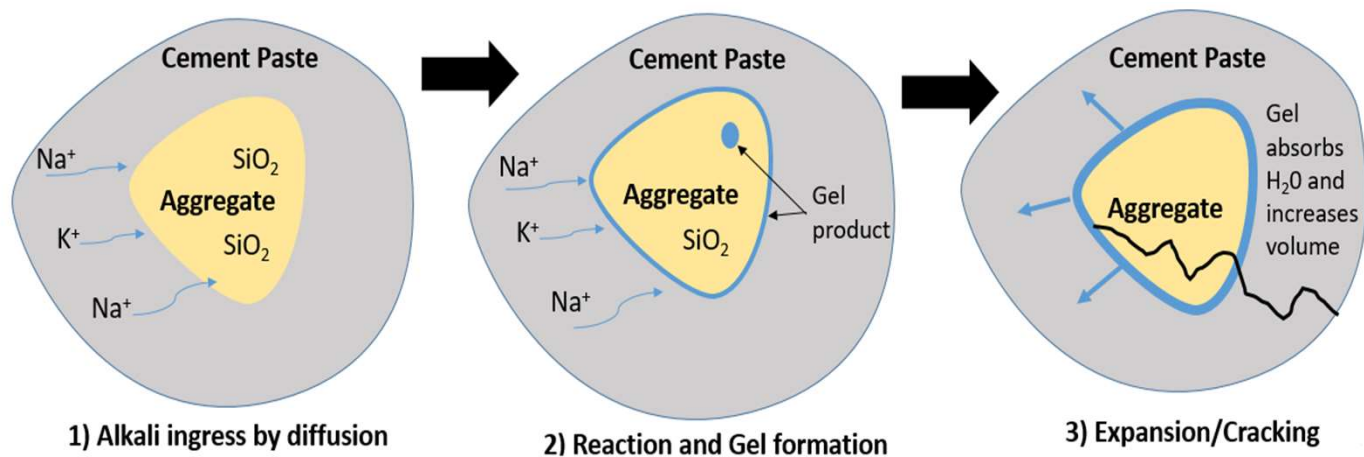 Cement Paste
Na⁺
SiO₂
Aggregate
K⁺
SiO₂
Na⁺
1) Alkali ingress by diffusion
Cement Paste
Na⁺
Aggregate
K⁺
SiO₂
Na⁺
Gel
product
2) Reaction and Gel formation
Cement Paste
Gel
absorbs
H₂0 and
increases
volume
Aggregate
3) Expansion/Cracking